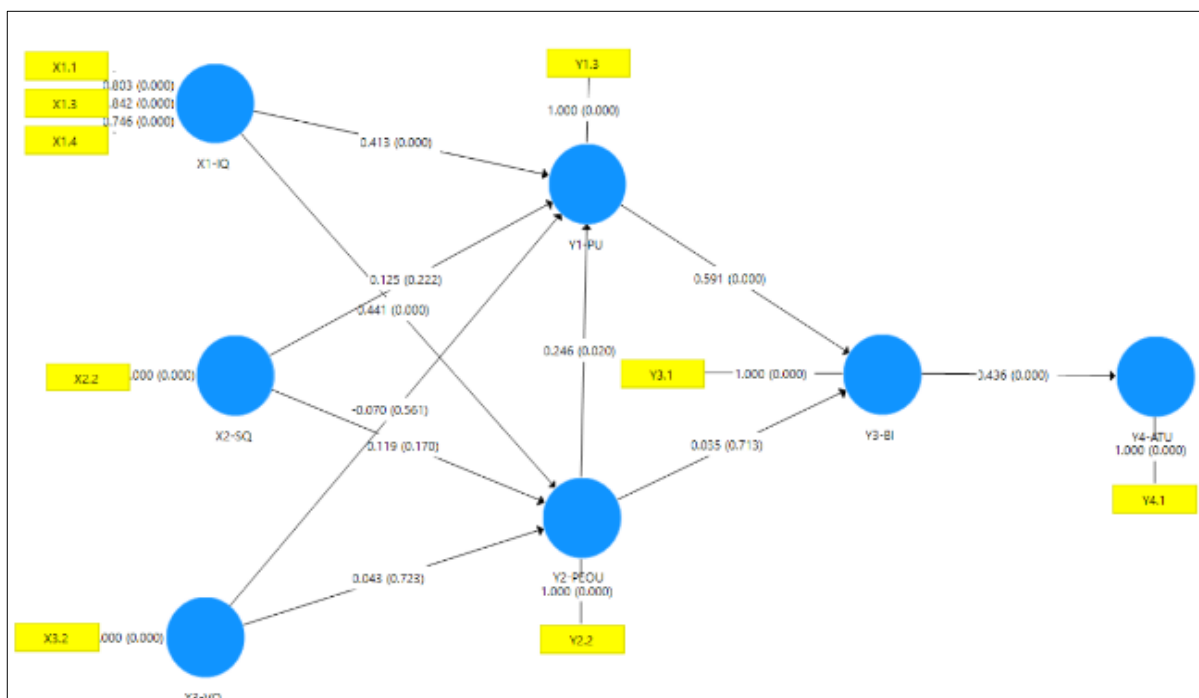 X1.1
0.803 (0.000)
X1.3
.842 (0.000)
0.746 (0.000)
X1.4
X1-IQ
Y1.3
1.000 (0.000)
0.413 (0.000)
Y1-PU
0.125 (0.222)
0.441 (0.000)
0.591 (0.000)
0.246 (0.020)
X2.2
.000 (0.000)
X2-SQ
Y3.1
1.000 (0.000)
Y3-BI
0.436 (0.000)
Y4-ATU
1.000 (0.000)
Y4.1
-0.070 (0.561)
0.119 (0.170)
0.035 (0.713)
0.043 (0.723)
Y2-PEOU
1.000 (0.000)
Y2.2
X3.2
.000 (0.000)